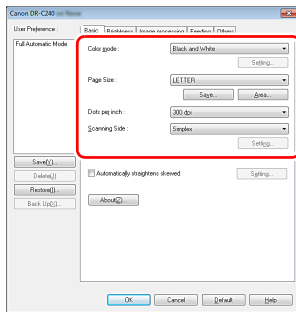 Canon DR-C240 on Name
User Preference :
Full Automatic Mode
Basic Brightness Image processing Feeding Others
Color mode : Black and White
Setting...
Page Size : LETTER
Save... Area...
Dots per inch : 300 dpi
Scanning Side : Simplex
Setting...
Automatically straightens skewed Setting...
About(Z)...
Save(Y)...
Delete(J)
Restore(I)...
Back Up(X)...
OK Cancel Default Help